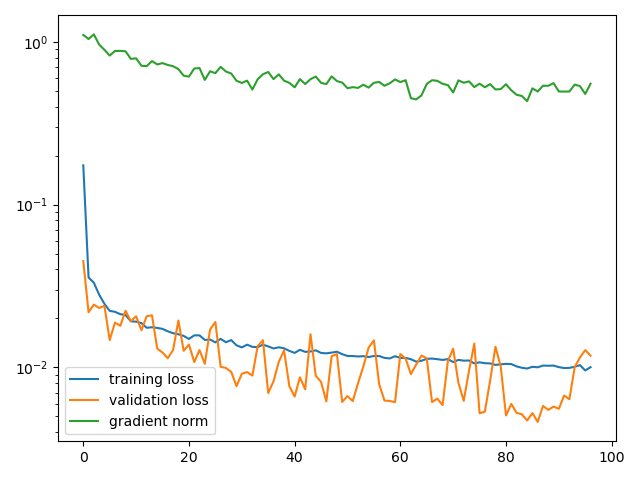 10⁰
10⁻¹
10⁻²
training loss
validation loss
gradient norm
0 20 40 60 80 100